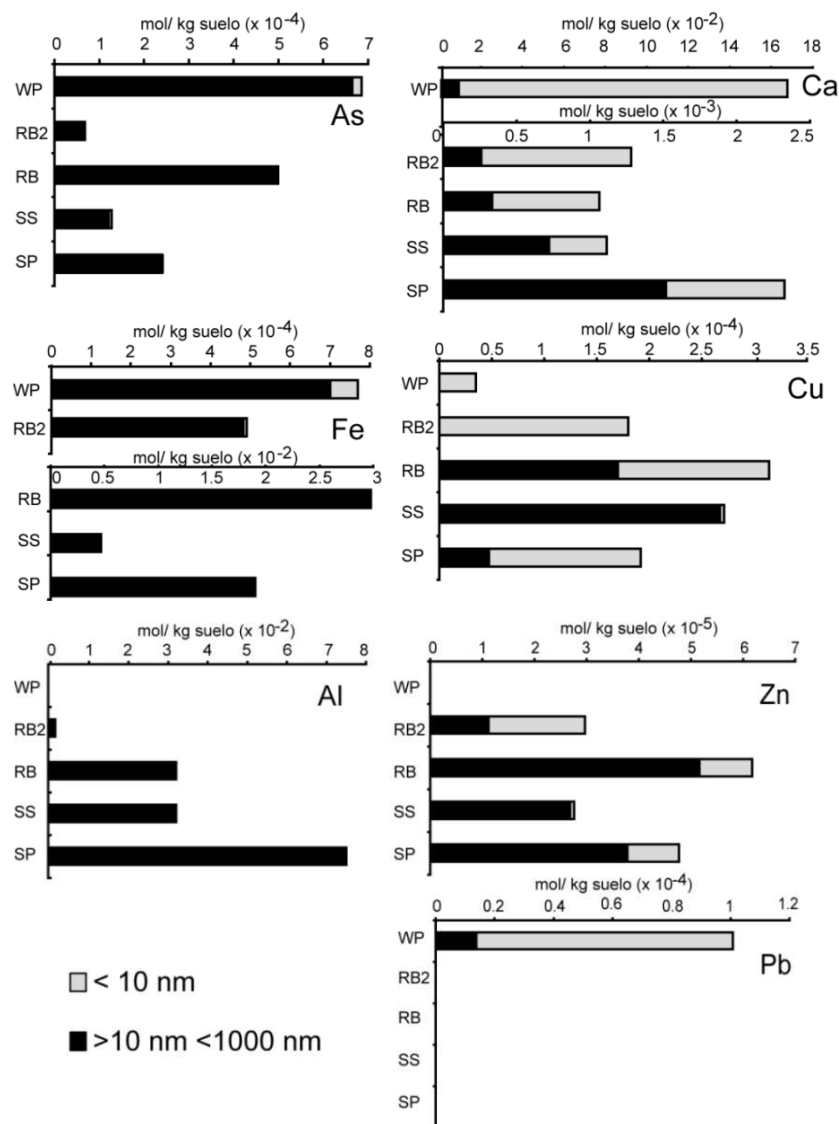 mol/ kg suelo (x 10-4)
0 1 2 3 4 5 6 7
WP
RB2
RB
SS
SP
As
mol/ kg suelo (x 10-2)
0 2 4 6 8 10 12 14 16 18
WP
Ca
mol/ kg suelo (x 10-3)
0 0.5 1 1.5 2 2.5
RB2
RB
SS
SP
mol/ kg suelo (x 10-4)
0 1 2 3 4 5 6 7 8
WP
RB2
Fe
mol/ kg suelo (x 10-2)
0 0.5 1 1.5 2 2.5 3
RB
SS
SP
mol/ kg suelo (x 10-4)
0 0.5 1 1.5 2 2.5 3 3.5
WP
RB2
RB
SS
SP
Cu
mol/ kg suelo (x 10-2)
0 1 2 3 4 5 6 7 8
WP
RB2
RB
SS
SP
Al
mol/ kg suelo (x 10-5)
0 1 2 3 4 5 6 7
WP
RB2
RB
SS
SP
Zn
mol/ kg suelo (x 10-4)
0 0.2 0.4 0.6 0.8 1 1.2
WP
RB2
RB
SS
SP
Pb
< 10 nm
>10 nm <1000 nm